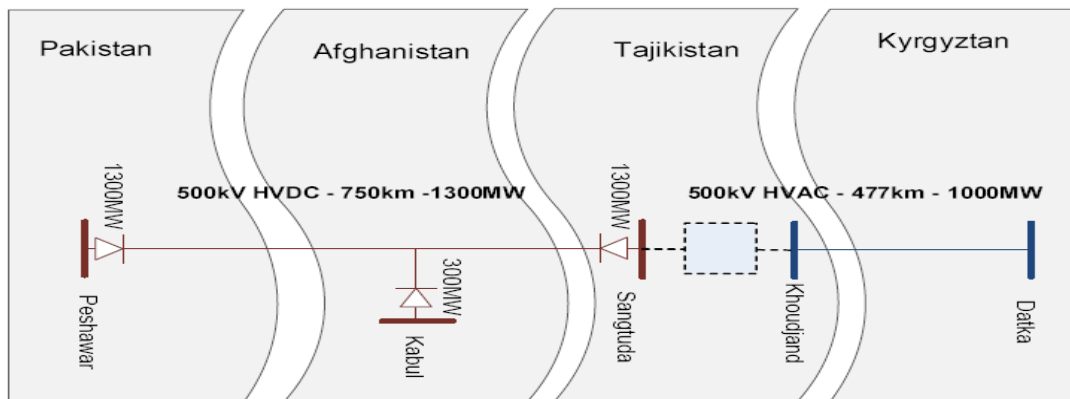 Pakistan
Afghanistan
Tajikistan
Kyrgyztan
500kV HVDC - 750km -1300MW
500kV HVAC - 477km - 1000MW
1300MW
1300MW
300MW
Peshawar
Kabul
Sangtuda
Khoudjand
Datka